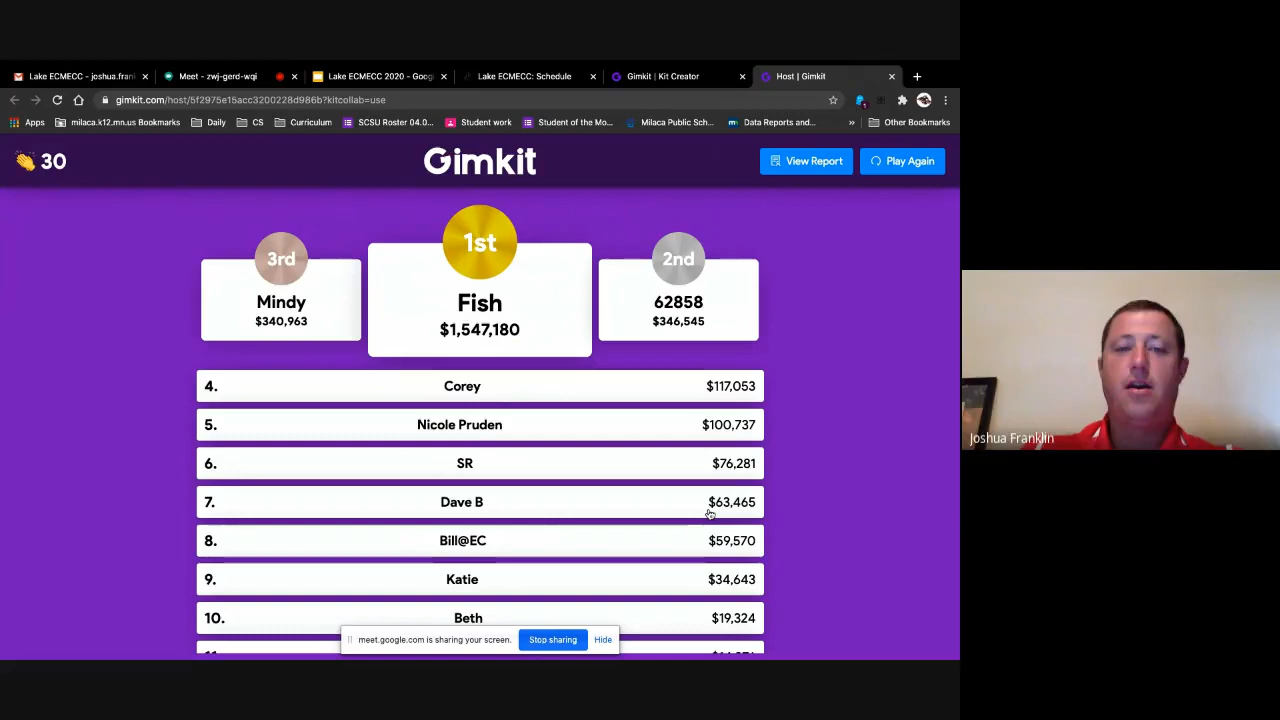 Lake ECMECC - joshua.fran
Meet - zwj-gerd-wqi
Lake ECMECC 2020 - Goog
Lake ECMECC: Schedule
Gimkit | Kit Creator
Host | Gimkit
gimkit.com/host/5f2975e15acc3200228d986b?kitcollab=use
Apps
milaca.k12.mn.us Bookmarks
Daily
CS
Curriculum
SCSU Roster 04.0...
Student work
Student of the Mo...
Milaca Public Sch...
Data Reports and...
»
Other Bookmarks
30
Gimkit
View Report
Play Again
3rd
Mindy
$340,963
1st
Fish
$1,547,180
2nd
62858
$346,545
4. Corey $117,053
5. Nicole Pruden $100,737
6. SR $76,281
7. Dave B $63,465
8. Bill@EC $59,570
9. Katie $34,643
10. Beth $19,324
meet.google.com is sharing your screen.
Stop sharing
Hide
Joshua Franklin